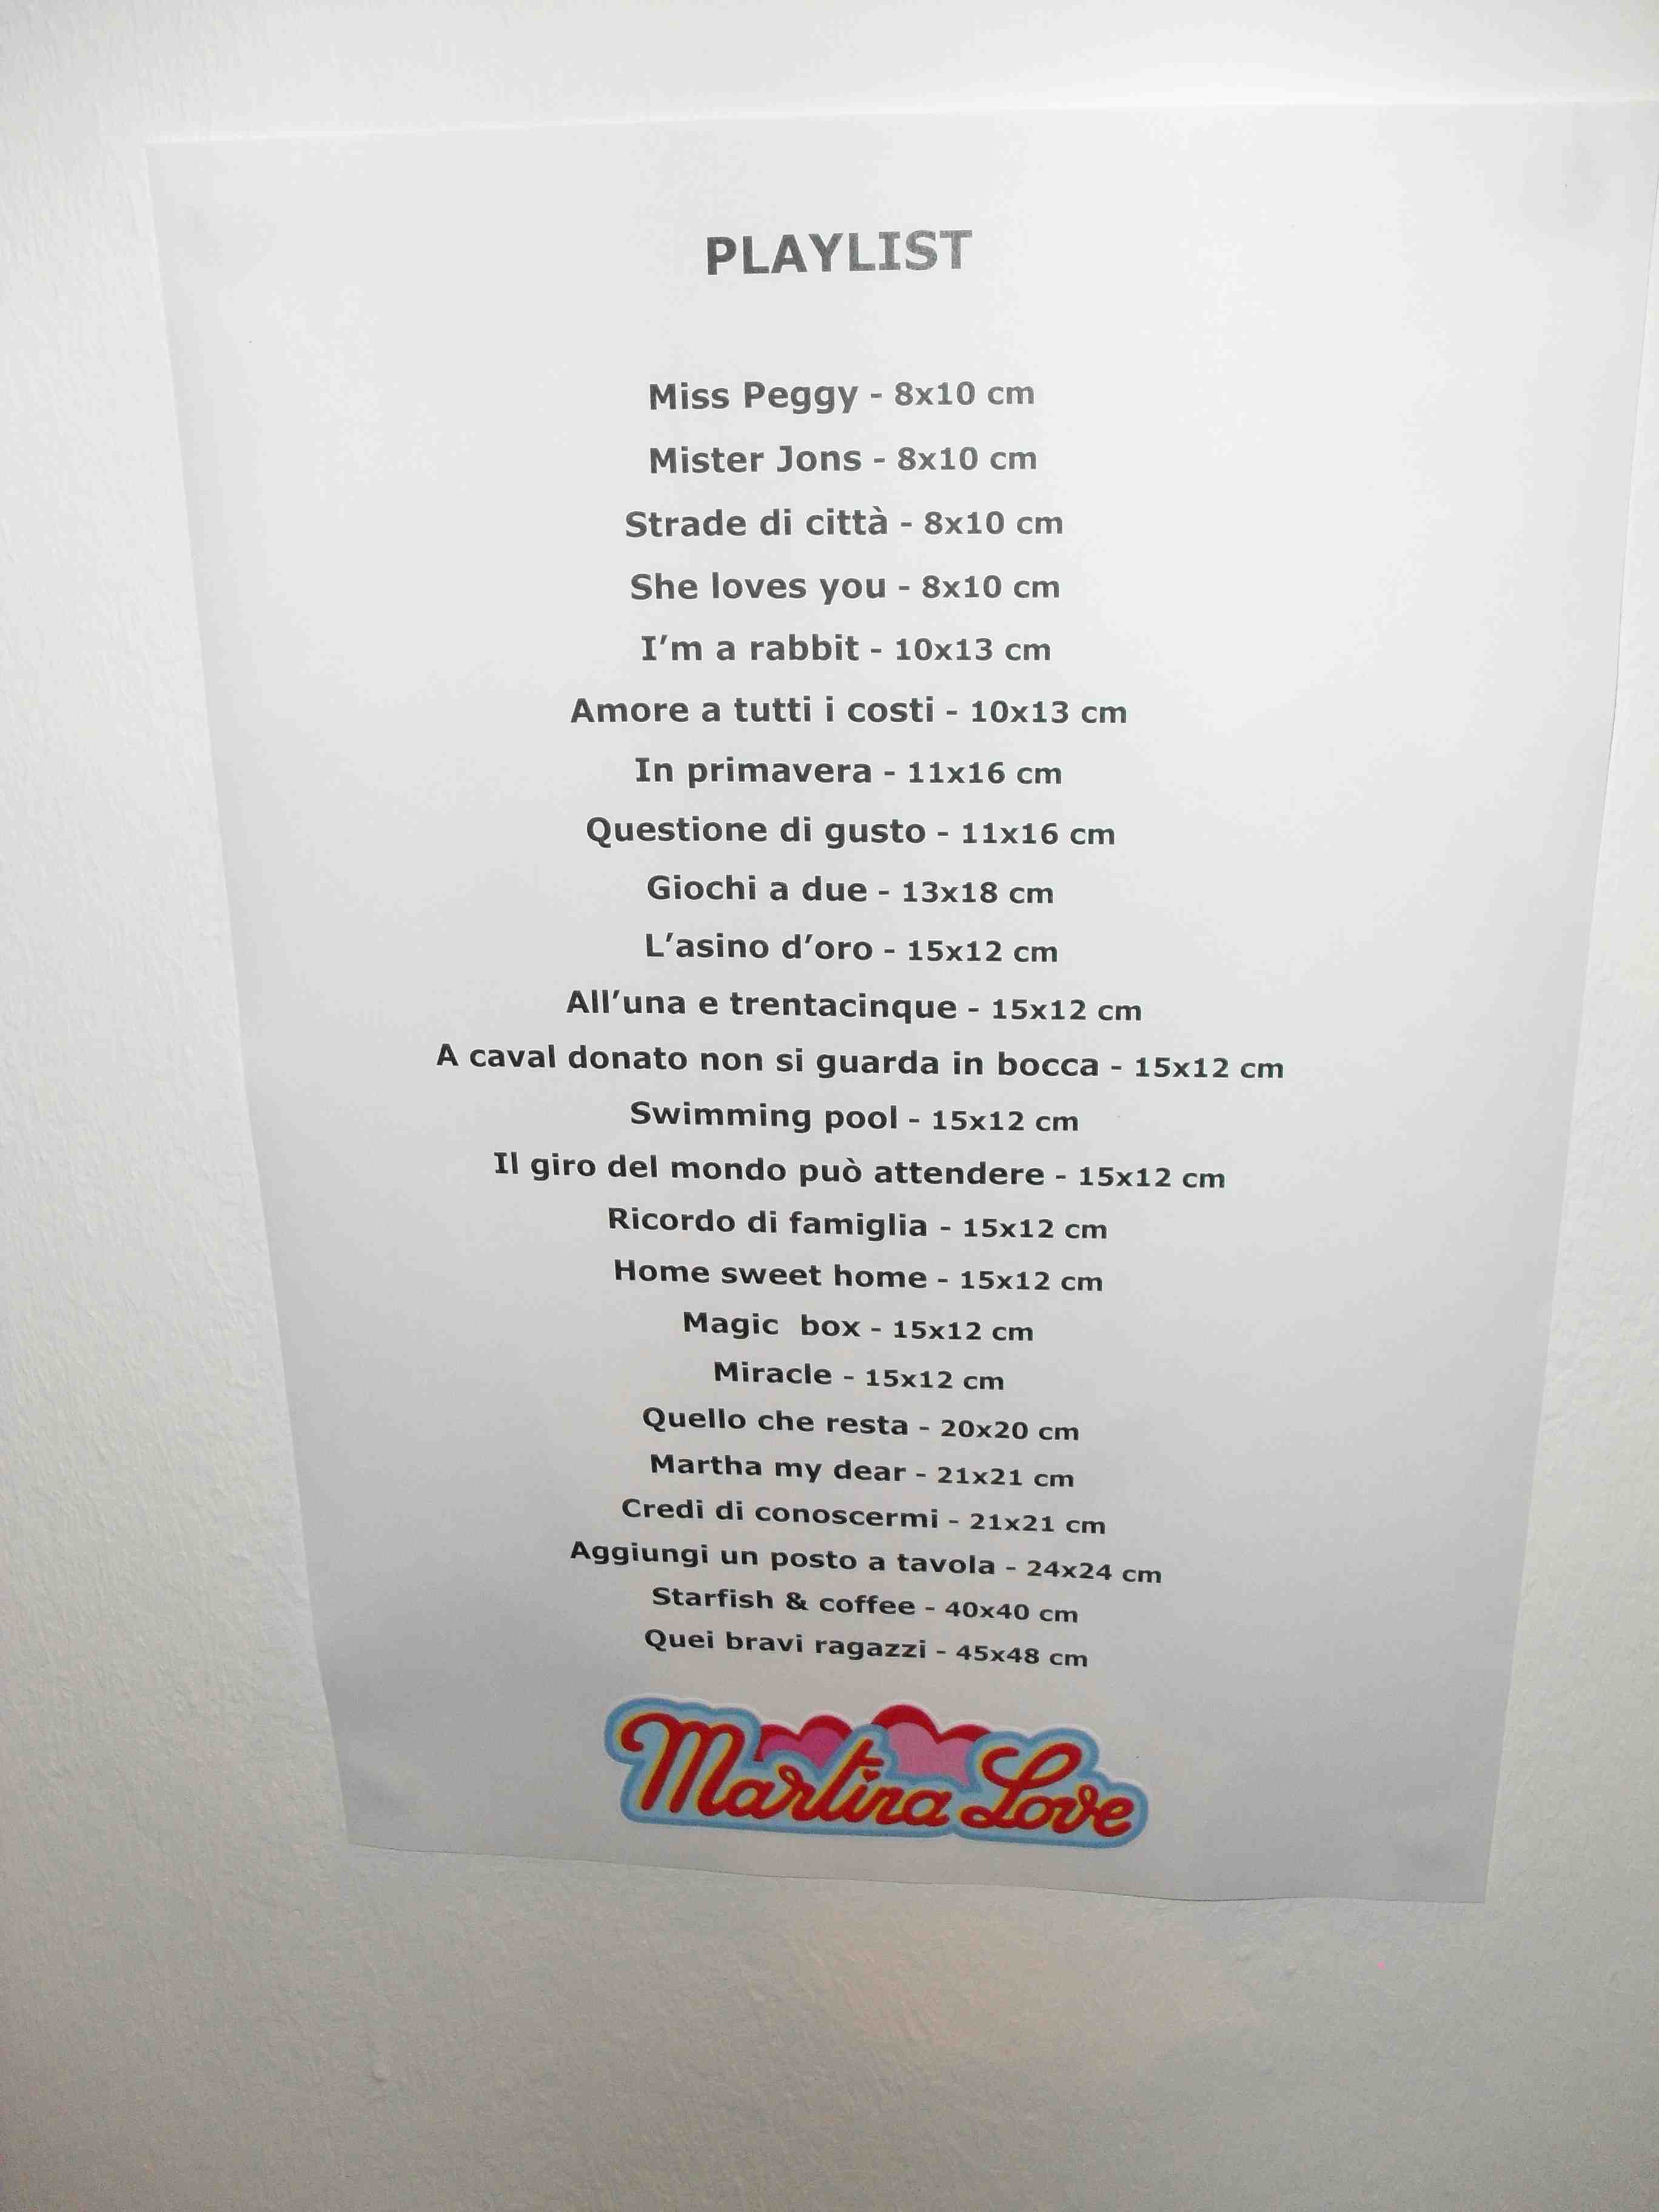 PLAYLIST
Miss Peggy - 8x10 cm
Mister Jons - 8x10 cm
Strade di città - 8x10 cm
She loves you - 8x10 cm
I’m a rabbit - 10x13 cm
Amore a tutti i costi - 10x13 cm
In primavera - 11x16 cm
Questione di gusto - 11x16 cm
Giochi a due - 13x18 cm
L’asino d’oro - 15x12 cm
All’una e trentacinque - 15x12 cm
A caval donato non si guarda in bocca - 15x12 cm
Swimming pool - 15x12 cm
Il giro del mondo può attendere - 15x12 cm
Ricordo di famiglia - 15x12 cm
Home sweet home - 15x12 cm
Magic  box - 15x12 cm
Miracle - 15x12 cm
Quello che resta - 20x20 cm
Martha my dear - 21x21 cm
Credi di conoscermi - 21x21 cm
Aggiungi un posto a tavola - 24x24 cm
Starfish & coffee - 40x40 cm
Quei bravi ragazzi - 45x48 cm
Martina Love